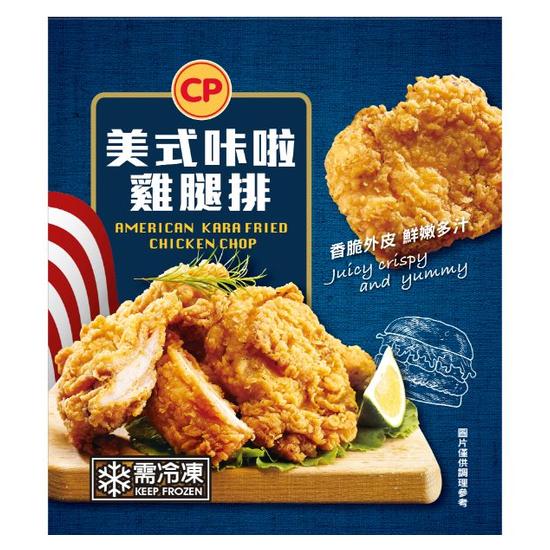 CP
美式咔啦
雞腿排
AMERICAN KARA FRIED
CHICKEN CHOP
香脆外皮 鮮嫩多汁
Juicy crispy
and yummy
圖片僅供調理參考
需冷凍
KEEP FROZEN